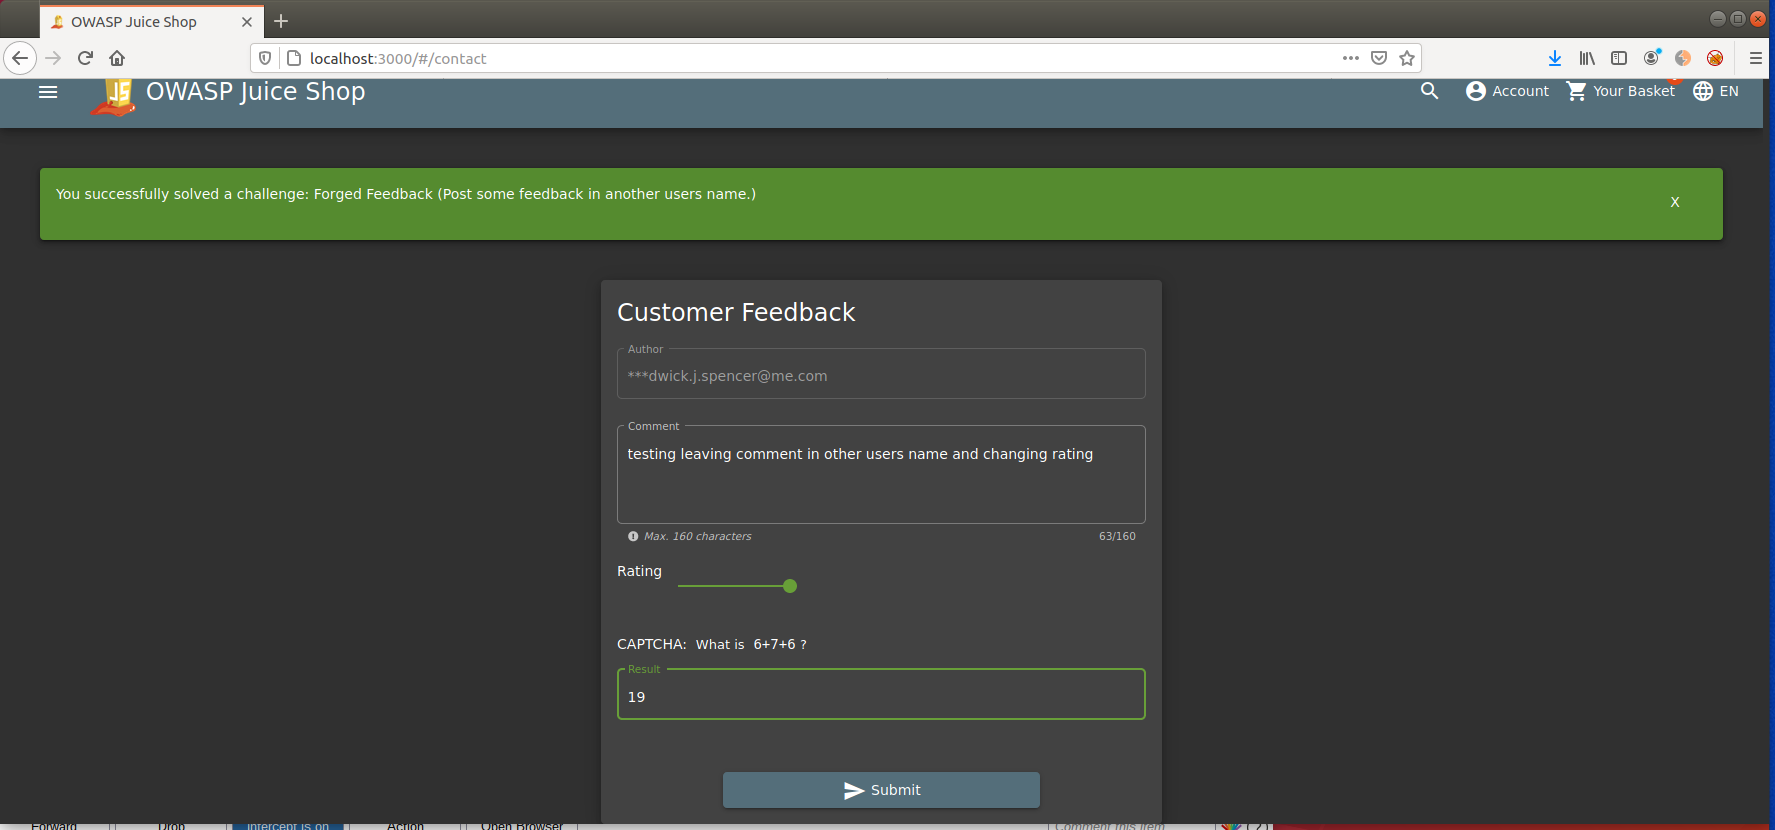 OWASP Juice Shop
localhost:3000/#/contact
OWASP Juice Shop
Account
Your Basket
EN
You successfully solved a challenge: Forged Feedback (Post some feedback in another users name.)
X
Customer Feedback
Author
***dwick.j.spencer@me.com
Comment
testing leaving comment in other users name and changing rating
Max. 160 characters
63/160
Rating
CAPTCHA: What is 6+7+6 ?
Result
19
Submit
Forward
Drop
Intercept is on
Action
Open Browser
Comment this item